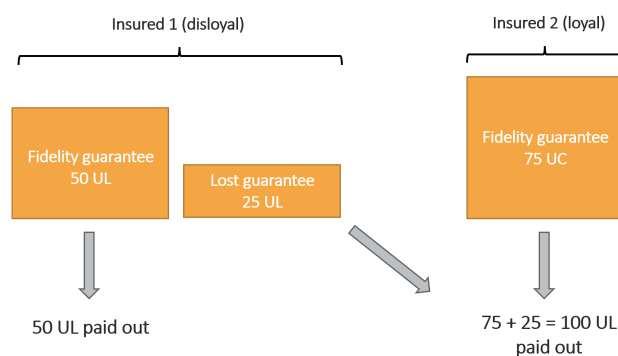 Insured 1 (disloyal)
Insured 2 (loyal)
Fidelity guarantee
50 UL
Lost guarantee
25 UL
Fidelity guarantee
75 UC
50 UL paid out
75 + 25 = 100 UL
paid out